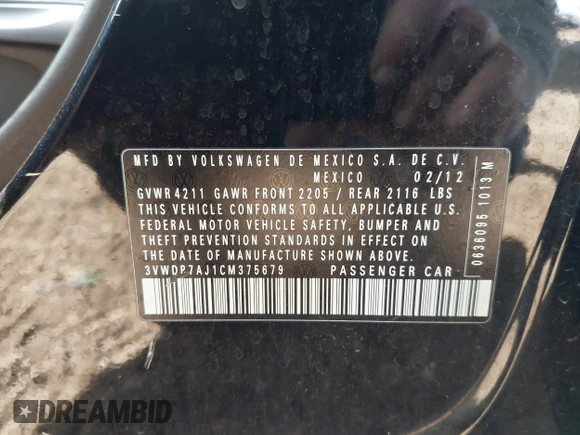 MFD BY VOLKSWAGEN DE MEXICO S.A. DE C.V.
MEXICO 02/12
GVWR 4211 GAWR FRONT 2205 / REAR 2116 LBS
THIS VEHICLE CONFORMS TO ALL APPLICABLE U.S.
FEDERAL MOTOR VEHICLE SAFETY, BUMPER AND
THEFT PREVENTION STANDARDS IN EFFECT ON
THE DATE OF MANUFACTURE SHOWN ABOVE.
3VWDP7AJ1CM375679 PASSENGER CAR
0636095 1013 M
DREAMBID